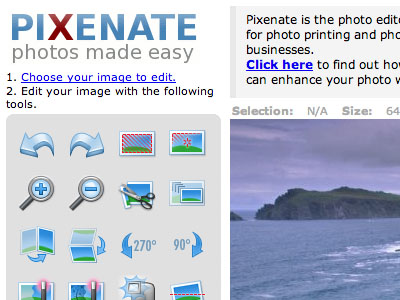 PIXENATE
photos made easy
1. Choose your image to edit.
2. Edit your image with the following
tools.
270°
90°
Pixenate is the photo edit
for photo printing and pho
businesses.
Click here to find out how
can enhance your photo w
Selection: N/A Size: 64